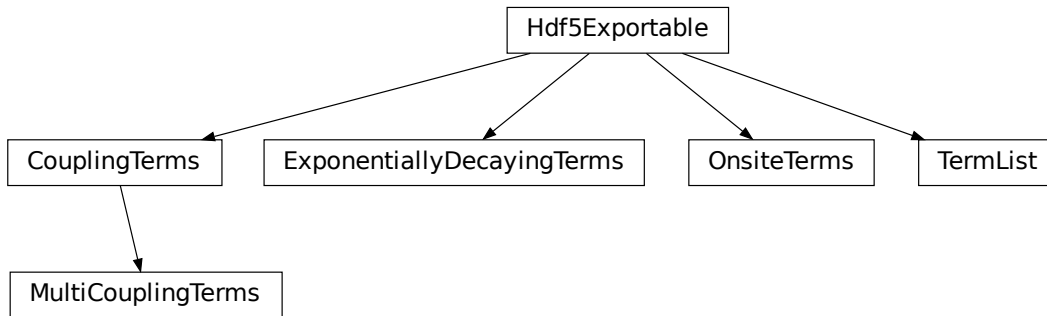 Hdf5Exportable
CouplingTerms
ExponentiallyDecayingTerms
OnsiteTerms
TermList
MultiCouplingTerms